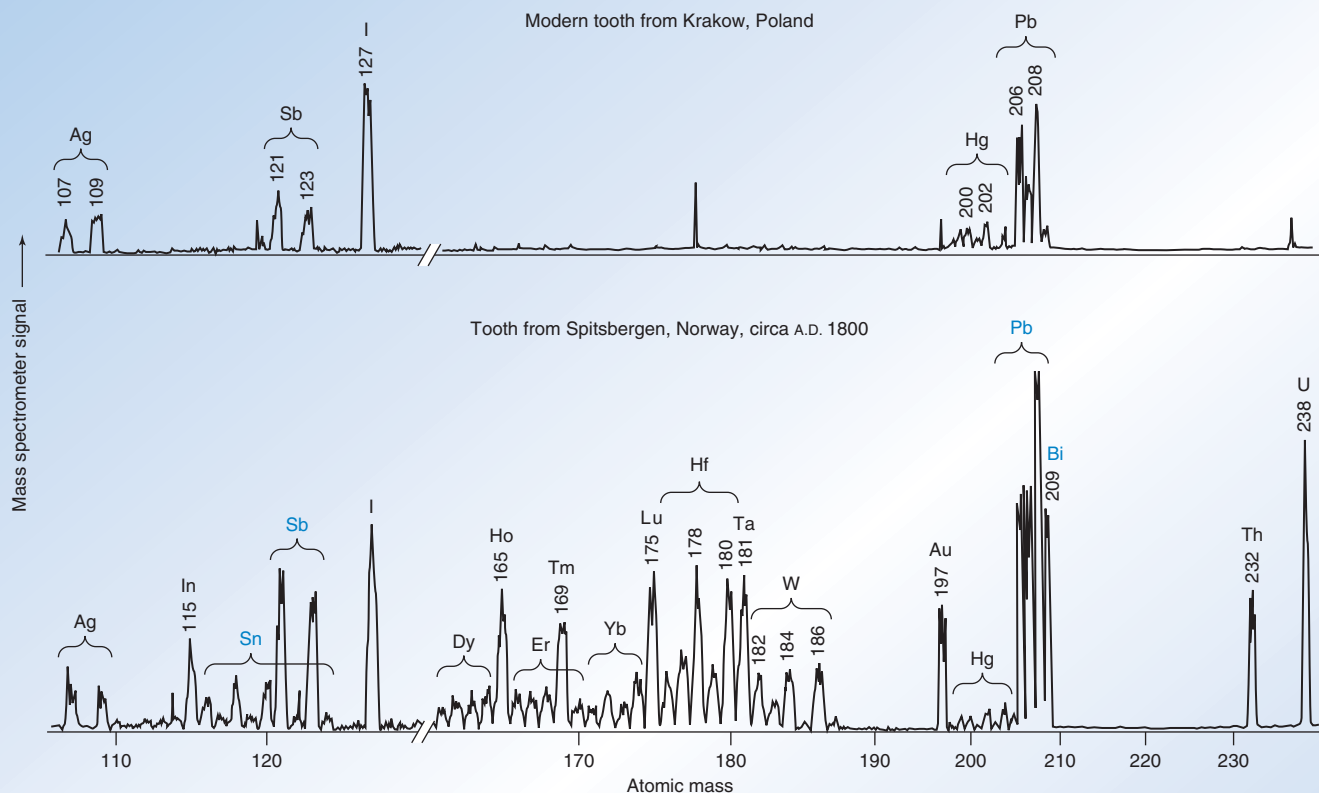 Modern tooth from Krakow, Poland
I
127
Pb
206
208
Ag
107
109
Sb
121
123
Hg
200
202
Mass spectrometer signal
Tooth from Spitsbergen, Norway, circa A.D. 1800
Pb
Bi
209
U
238
Ag
In
115
Sn
Sb
I
Dy
Ho
165
Er
Tm
169
Yb
Lu
175
Hf
178
180
Ta
181
W
182
184
186
Au
197
Hg
Th
232
110
120
170
180
190
200
210
220
230
Atomic mass